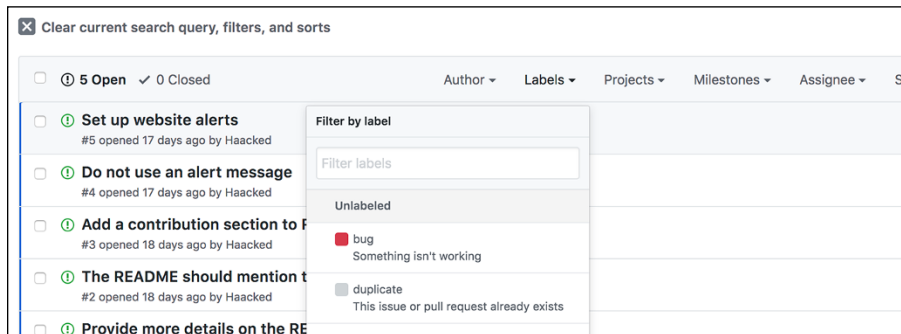 Clear current search query, filters, and sorts
5 Open 0 Closed Author Labels Projects Milestones Assignee
Set up website alerts
#5 opened 17 days ago by Haacked
Filter by label
Filter labels
Do not use an alert message
#4 opened 17 days ago by Haacked
Unlabeled
Add a contribution section to
#3 opened 18 days ago by Haacked
bug
Something isn't working
The README should mention
#2 opened 18 days ago by Haacked
duplicate
This issue or pull request already exists
Provide more details on the